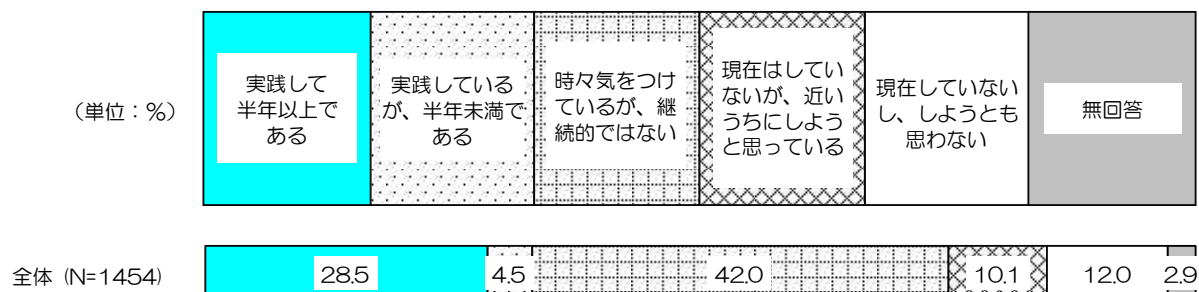 （単位：％）
実践して
半年以上で
ある
実践している
が、半年未満で
ある
時々気をつけ
ているが、継
続的ではない
現在はしてい
ないが、近い
うちにしよう
と思っている
現在していない
し、しようとも
思わない
無回答
全体 (N=1454)
28.5
4.5
42.0
10.1
12.0
2.9